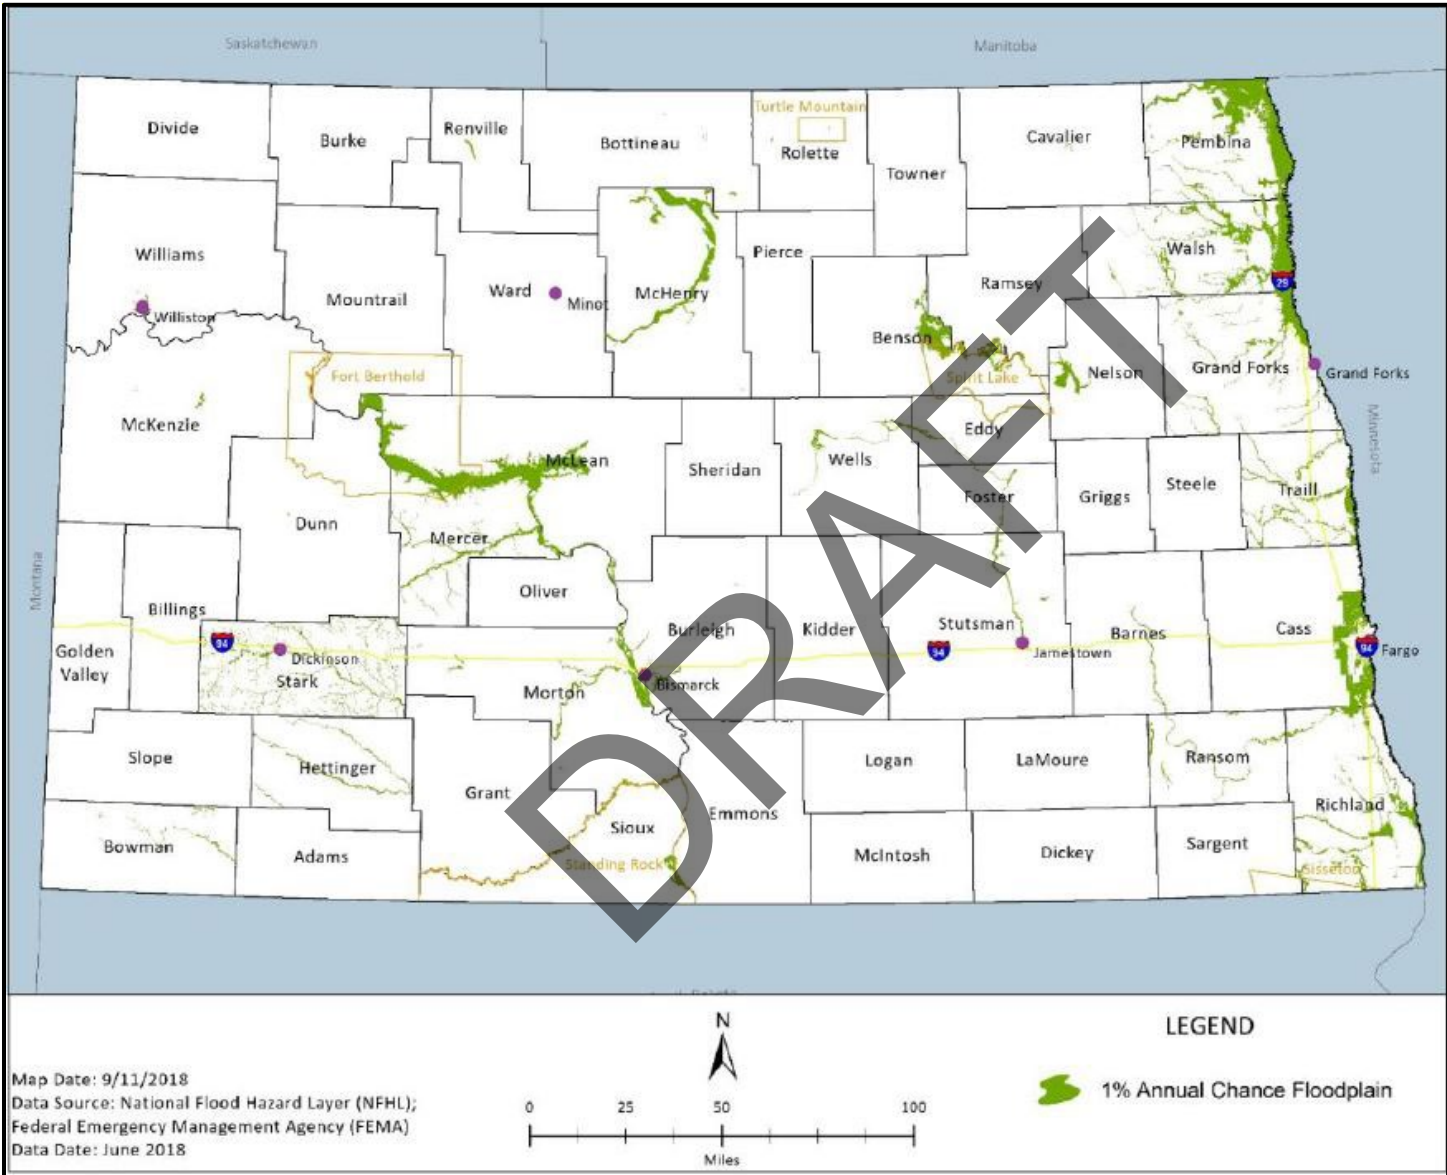 Saskatchewan
Manitoba
Divide
Burke
Renville
Bottineau
Turtle Mountain
Rolette
Towner
Cavalier
Pembina
Williams
Williston
Mountrail
Ward
Minot
McHenry
Pierce
Benson
Ramsey
Walsh
29
Nelson
Grand Forks
Grand Forks
Minnesota
Fort Berthold
Spirit Lake
McKenzie
McLean
Sheridan
Wells
Eddy
Foster
Griggs
Steele
Traill
Dunn
Mercer
Oliver
Montana
Billings
Golden
Valley
94
Dickinson
Stark
Morton
Bismarck
Burleigh
Kidder
Stutsman
94
Jamestown
Barnes
Cass
94
Fargo
Slope
Hettinger
Grant
Sioux
Standing Rock
Emmons
Logan
LaMoure
Ransom
Richland
Bowman
Adams
McIntosh
Dickey
Sargent
Sisseton
DRAFT
Map Date: 9/11/2018
Data Source: National Flood Hazard Layer (NFHL);
Federal Emergency Management Agency (FEMA)
Data Date: June 2018
N
0 25 50 100
Miles
LEGEND
1% Annual Chance Floodplain